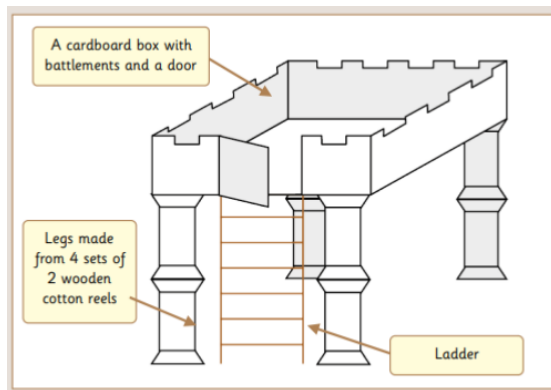 A cardboard box with
battlements and a door
Legs made
from 4 sets of
2 wooden
cotton reels
Ladder